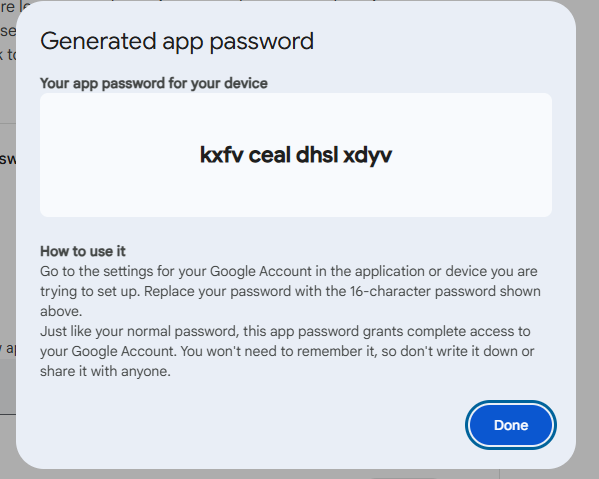 Generated app password
Your app password for your device
kxfv ceal dhsl xdyv
How to use it
Go to the settings for your Google Account in the application or device you are
trying to set up. Replace your password with the 16-character password shown
above.
Just like your normal password, this app password grants complete access to
your Google Account. You won't need to remember it, so don't write it down or
share it with anyone.
Done